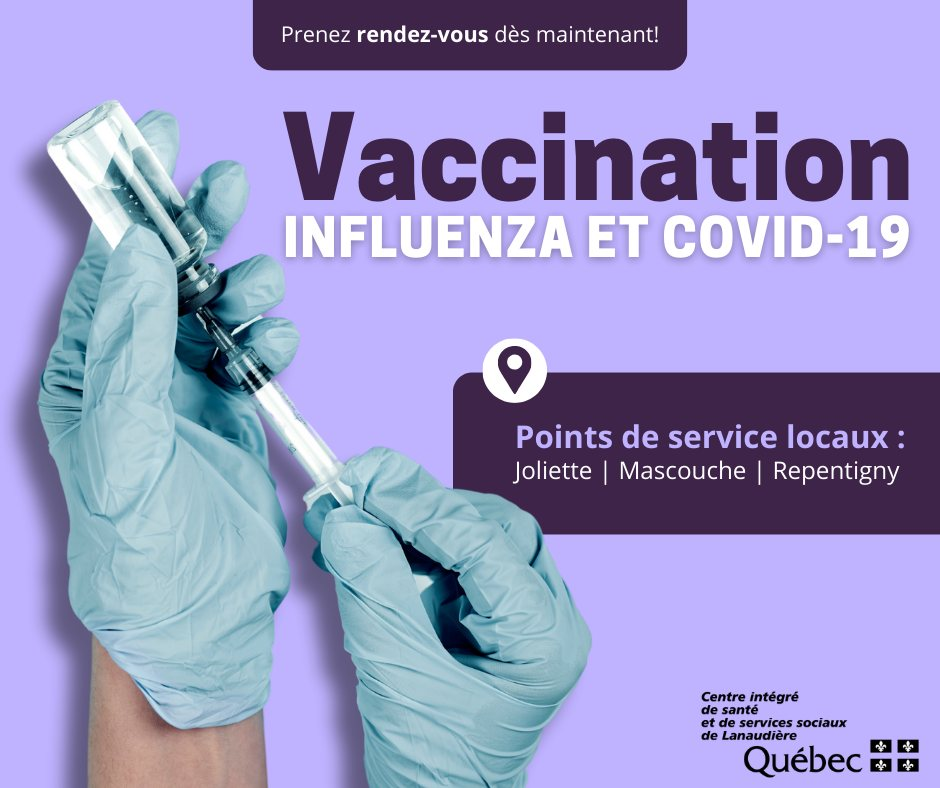 Prenez rendez-vous dès maintenant!
Vaccination
INFLUENZA ET COVID-19
Points de service locaux :
Joliette | Mascouche | Repentigny
Centre intégré
de santé
et de services sociaux
de Lanaudière
Québec